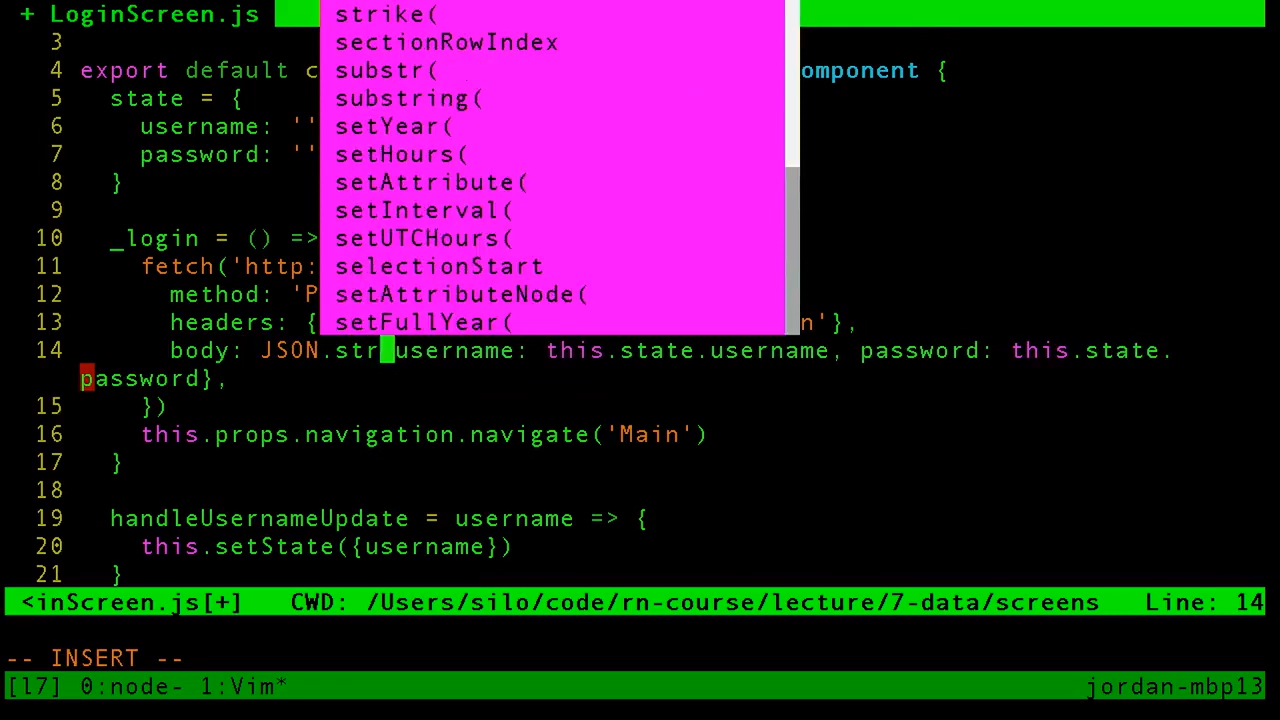 + LoginScreen.js
strike(
3 sectionRowIndex
4 export default c substr( omponent {
5 state = { substring(
6 username: '' setYear(
7 password: '' setHours(
8 } setAttribute(
9 setInterval(
10 _login = () => setUTCHours(
11 fetch('http: selectionStart
12 method: 'P setAttributeNode(
13 headers: { setFullYear( n'},
14 body: JSON.str username: this.state.username, password: this.state.
password},
15 })
16 this.props.navigation.navigate('Main')
17 }
18
19 handleUsernameUpdate = username => {
20 this.setState({username})
21 }
<inScreen.js[+] CWD: /Users/silo/code/rn-course/lecture/7-data/screens Line: 14
-- INSERT --
[l7] 0:node- 1:Vim* jordan-mbp13